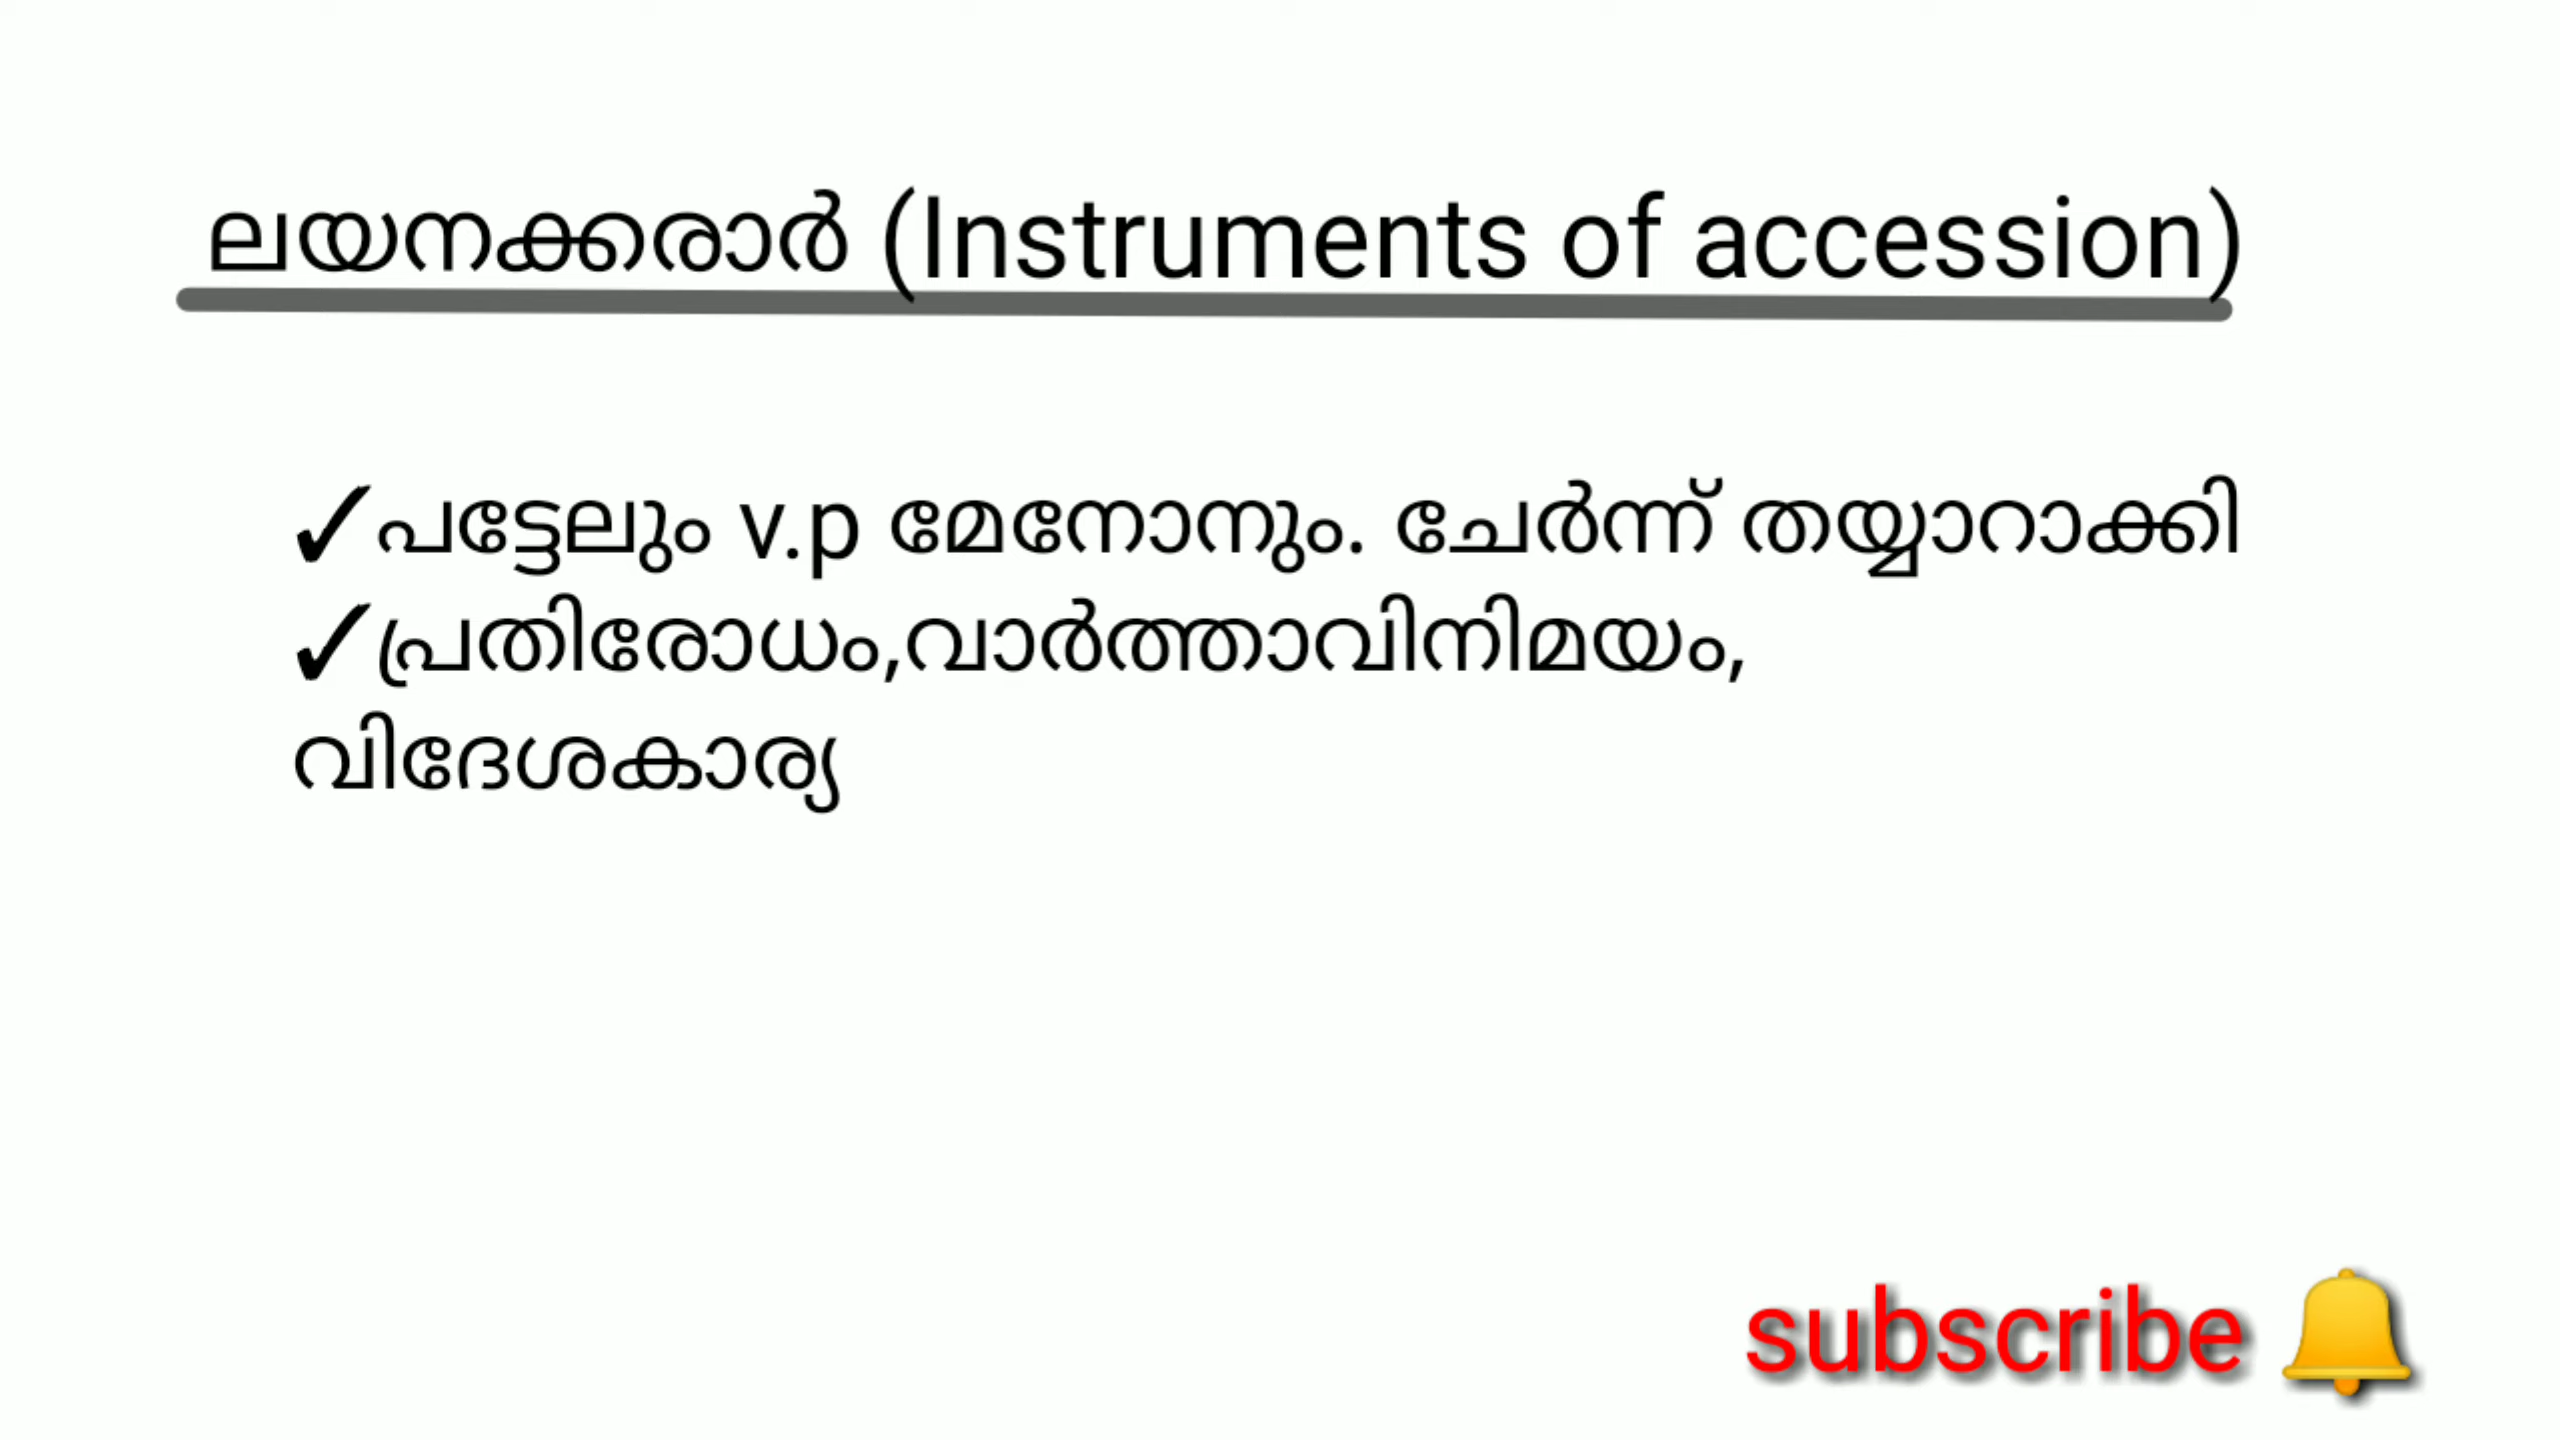 ലയനക്കരാർ (Instruments of accession)
✓പട്ടേലും v.p മേനോനും. ചേർന്ന് തയ്യാറാക്കി
✓പ്രതിരോധം,വാർത്താവിനിമയം,
വിദേശകാര്യ
subscribe 🔔